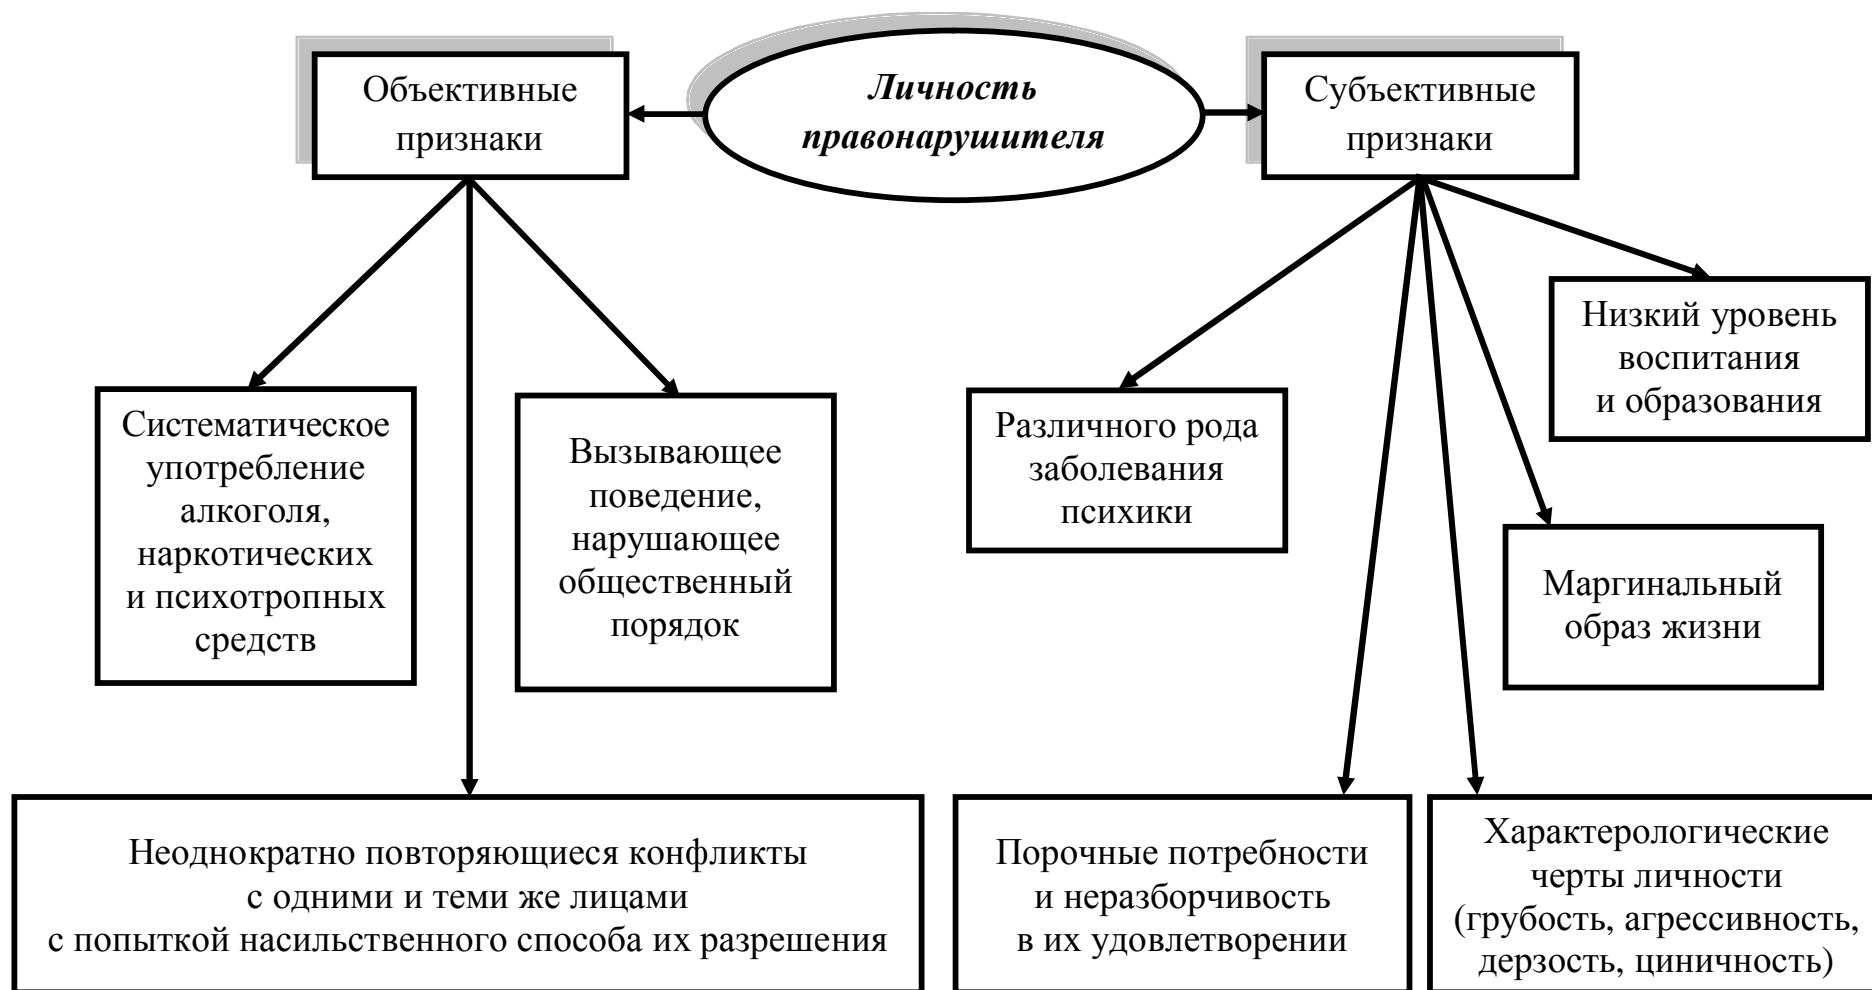 Объективные
признаки
Личность
правонарушителя
Субъективные
признаки
Низкий уровень
воспитания
и образования
Систематическое
употребление
алкоголя,
наркотических
и психотропных
средств
Вызывающее
поведение,
нарушающее
общественный
порядок
Различного рода
заболевания
психики
Маргинальный
образ жизни
Неоднократно повторяющиеся конфликты
с одними и теми же лицами
с попыткой насильственного способа их разрешения
Порочные потребности
и неразборчивость
в их удовлетворении
Характерологические
черты личности
(грубость, агрессивность,
дерзость, циничность)